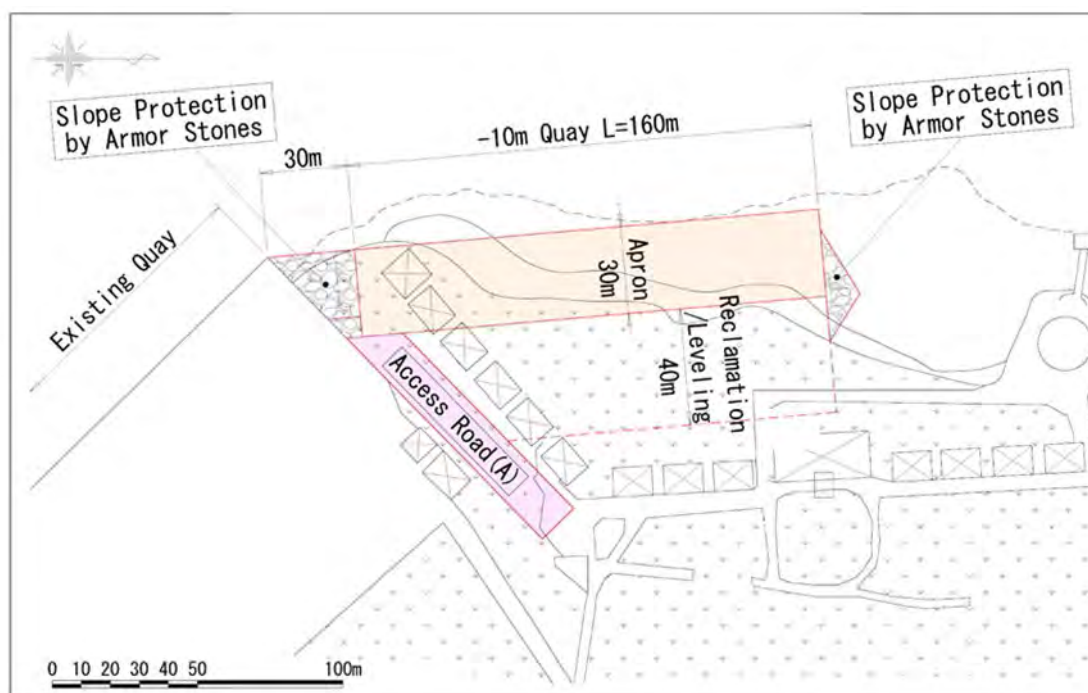 Slope Protection
by Armor Stones
Slope Protection
by Armor Stones
-10m Quay L=160m
30m
Existing Quay
Apron
30m
Reclamation
/Leveling
40m
Access Road(A)
0 10 20 30 40 50 100m